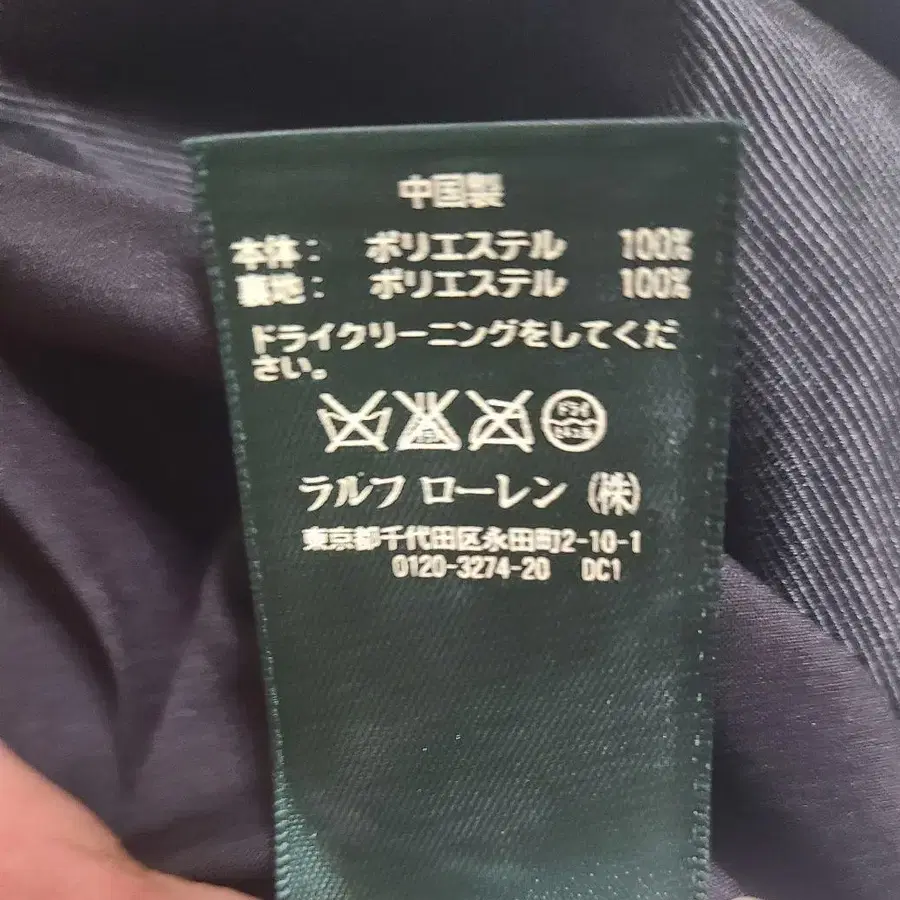 中国製
本体： ポリエステル 100%
裏地： ポリエステル 100%
ドライクリーニングをしてくだ
さい。
ドライ
ラルフ ローレン (株)
東京都千代田区永田町2-10-1
0120-3274-20 DC1